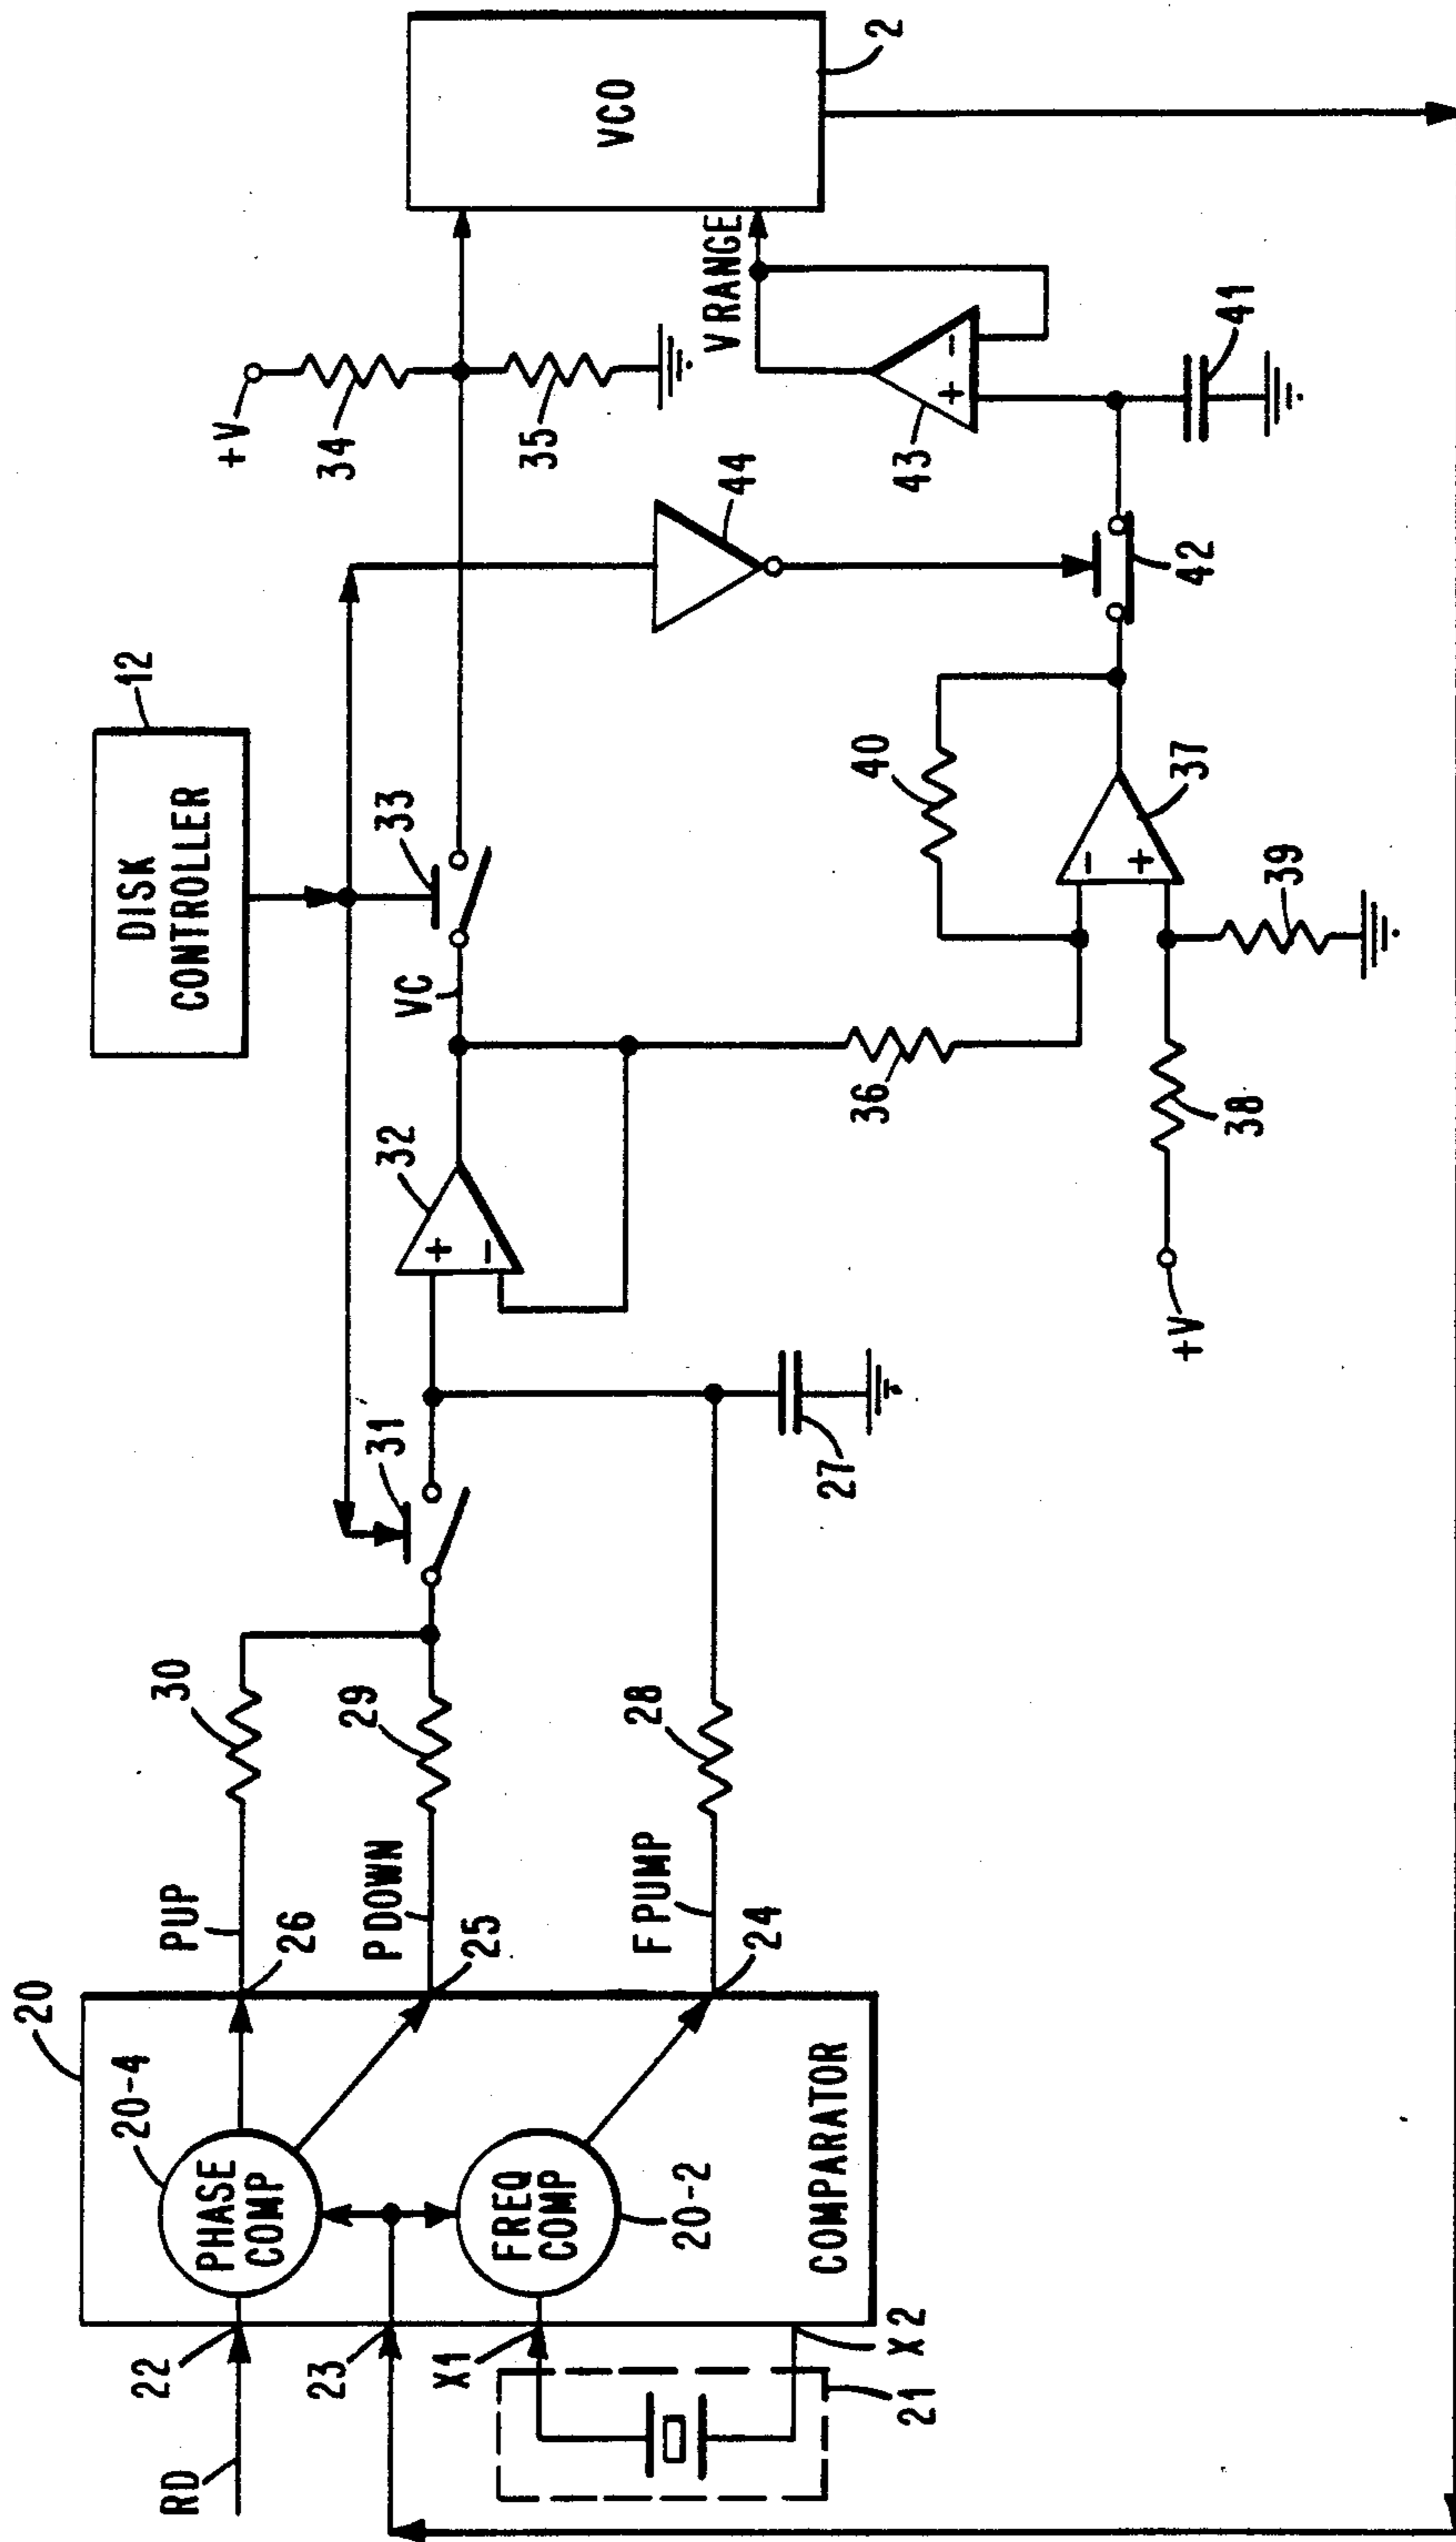 20
20-4
PHASE
COMP
FREQ
COMP
20-2
COMPARATOR
RD
22
23
X1
X2
21
PUP
26
P DOWN
25
F PUMP
24
30
29
28
31
27
32
+
−
VC
33
DISK
CONTROLLER
12
36
38
+V
39
−
+
37
40
42
44
41
43
+
−
+V
34
35
V RANGE
VCO
2